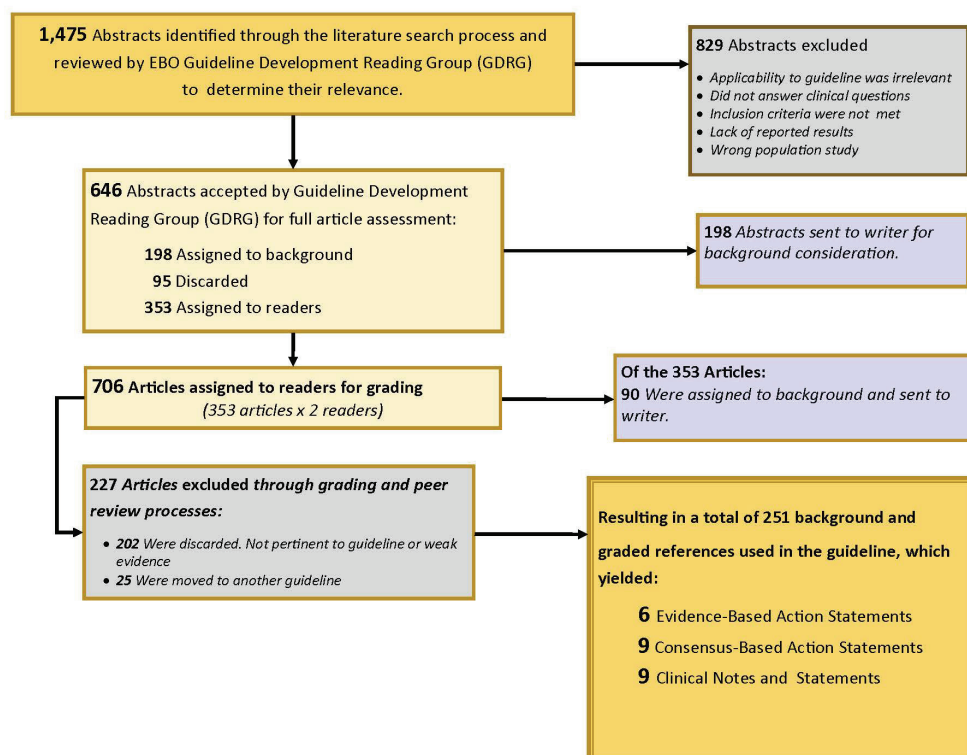 1,475 Abstracts identified through the literature search process and
reviewed by EBO Guideline Development Reading Group (GDRG)
to determine their relevance.
829 Abstracts excluded
• Applicability to guideline was irrelevant
• Did not answer clinical questions
• Inclusion criteria were not met
• Lack of reported results
• Wrong population study
646 Abstracts accepted by Guideline Development
Reading Group (GDRG) for full article assessment:
198 Assigned to background
95 Discarded
353 Assigned to readers
198 Abstracts sent to writer for
background consideration.
706 Articles assigned to readers for grading
(353 articles x 2 readers)
Of the 353 Articles:
90 Were assigned to background and sent to
writer.
227 Articles excluded through grading and peer
review processes:
• 202 Were discarded. Not pertinent to guideline or weak
evidence
• 25 Were moved to another guideline
Resulting in a total of 251 background and
graded references used in the guideline, which
yielded:
6 Evidence-Based Action Statements
9 Consensus-Based Action Statements
9 Clinical Notes and Statements